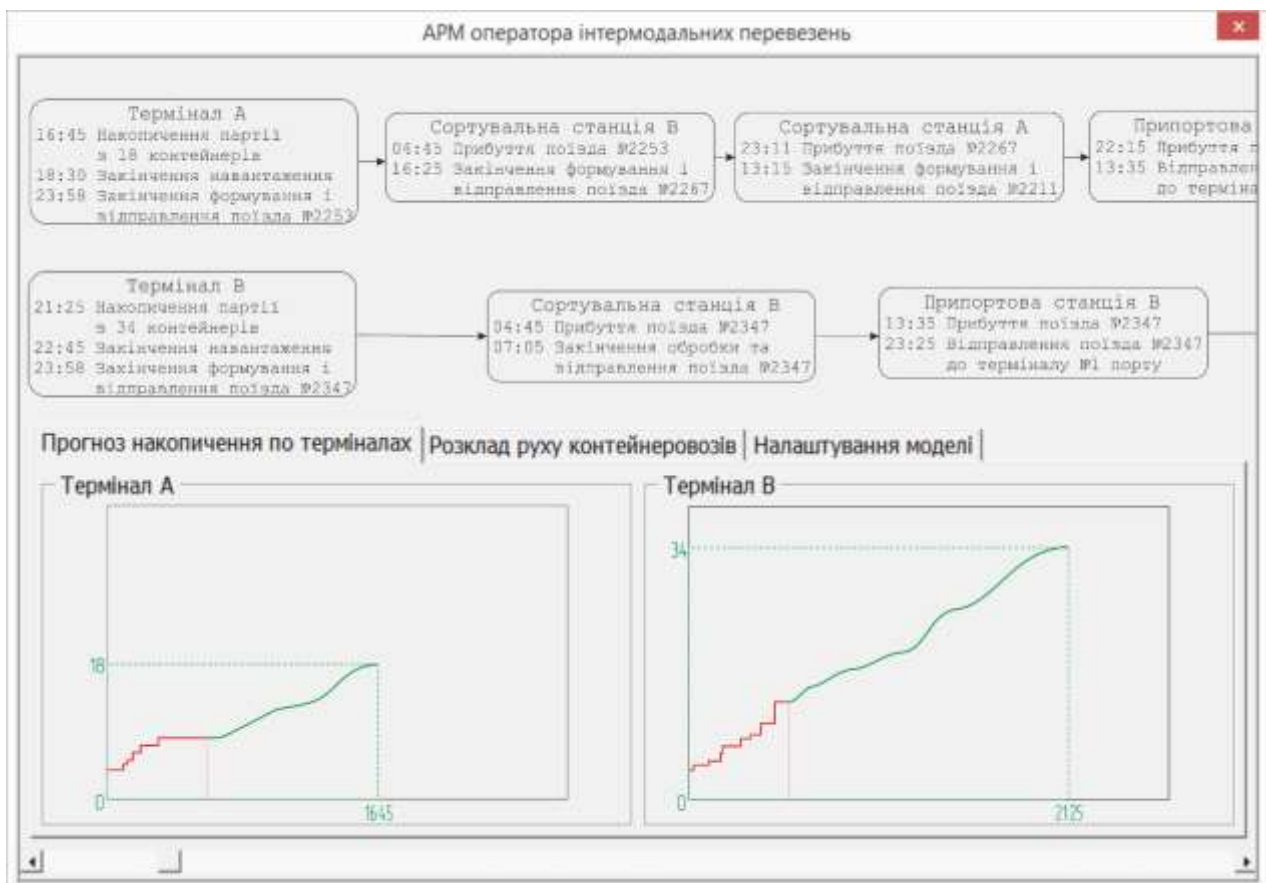 АРМ оператора інтермодальних перевезень
Термінал А
16:45 Накопичення партії
з 18 контейнерів
18:30 Закінчення навантаження
23:58 Закінчення формування і
відправлення поїзда №2253
Сортувальна станція В
04:45 Прибуття поїзда №2253
16:25 Закінчення формування і
відправлення поїзда №2267
Сортувальна станція А
23:11 Прибуття поїзда №2267
13:15 Закінчення формування і
відправлення поїзда №2211
Припортова
22:15 Прибуття п
13:35 Відправлен
до терміна
Термінал В
21:25 Накопичення партії
з 34 контейнерів
22:45 Закінчення навантаження
23:58 Закінчення формування і
відправлення поїзда №2347
Сортувальна станція В
04:45 Прибуття поїзда №2347
07:05 Закінчення обробки та
відправлення поїзда №2347
Припортова станція В
13:35 Прибуття поїзда №2347
23:25 Відправлення поїзда №2347
до терміналу №1 порту
Прогноз накопичення по терміналах
Розклад руху контейнеровозів
Налаштування моделі
Термінал А
18
0
1645
Термінал В
34
0
2125